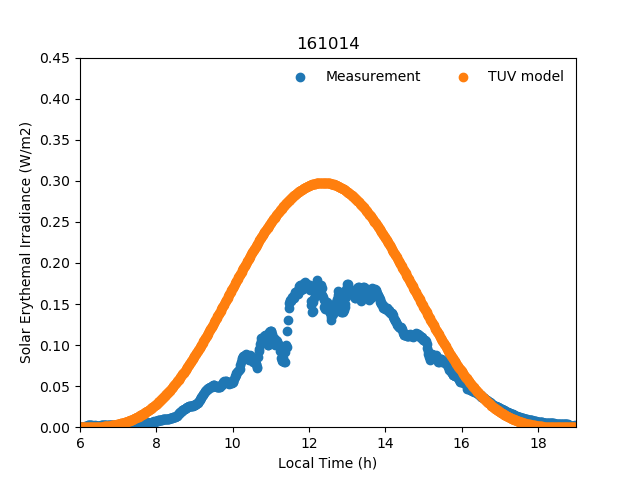 161014
Measurement
TUV model
Solar Erythemal Irradiance (W/m2)
0.45
0.40
0.35
0.30
0.25
0.20
0.15
0.10
0.05
0.00
6 8 10 12 14 16 18
Local Time (h)